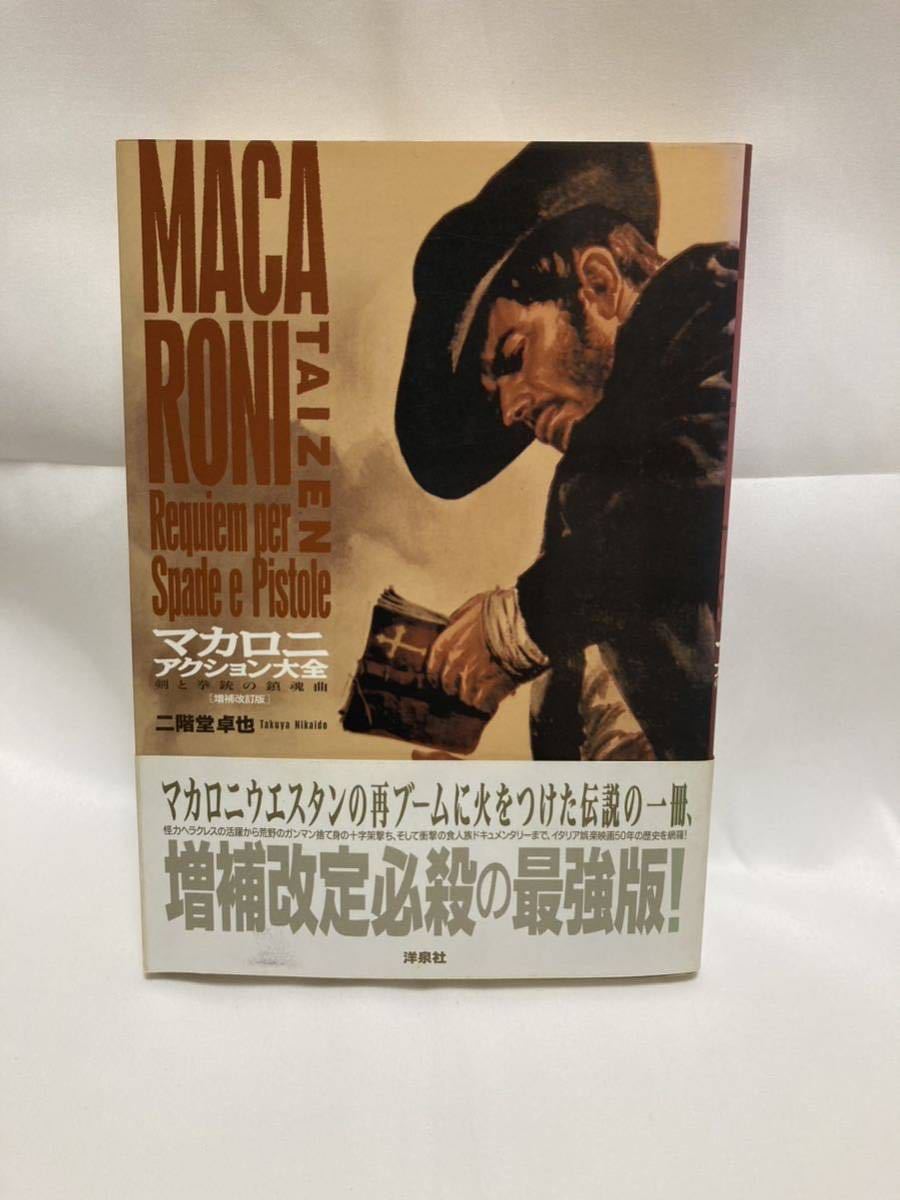 MACA
RONI
TAIZEN
Requiem per
Spade e Pistole
マカロニ
アクション大全
剣と拳銃の鎮魂曲
[増補改訂版]
二階堂卓也 Takuya Nikaido
マカロニウエスタンの再ブームに火をつけた伝説の一冊、
怪力ヘラクレスの活躍から荒野のガンマン捨て身の十字架撃ち、そして衝撃の食人族ドキュメンタリーまで、イタリア娯楽映画50年の歴史を網羅!
増補改定必殺の最強版!
洋泉社